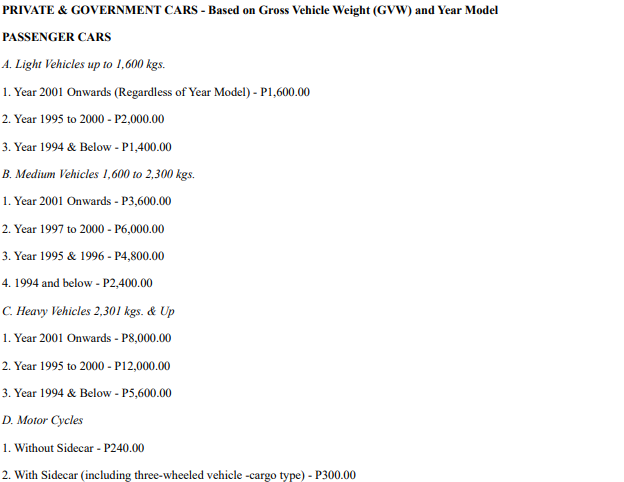 PRIVATE & GOVERNMENT CARS - Based on Gross Vehicle Weight (GVW) and Year Model
PASSENGER CARS
A. Light Vehicles up to 1,600 kgs.
1. Year 2001 Onwards (Regardless of Year Model) - P1,600.00
2. Year 1995 to 2000 - P2,000.00
3. Year 1994 & Below - P1,400.00
B. Medium Vehicles 1,600 to 2,300 kgs.
1. Year 2001 Onwards - P3,600.00
2. Year 1997 to 2000 - P6,000.00
3. Year 1995 & 1996 - P4,800.00
4. 1994 and below - P2,400.00
C. Heavy Vehicles 2,301 kgs. & Up
1. Year 2001 Onwards - P8,000.00
2. Year 1995 to 2000 - P12,000.00
3. Year 1994 & Below - P5,600.00
D. Motor Cycles
1. Without Sidecar - P240.00
2. With Sidecar (including three-wheeled vehicle -cargo type) - P300.00